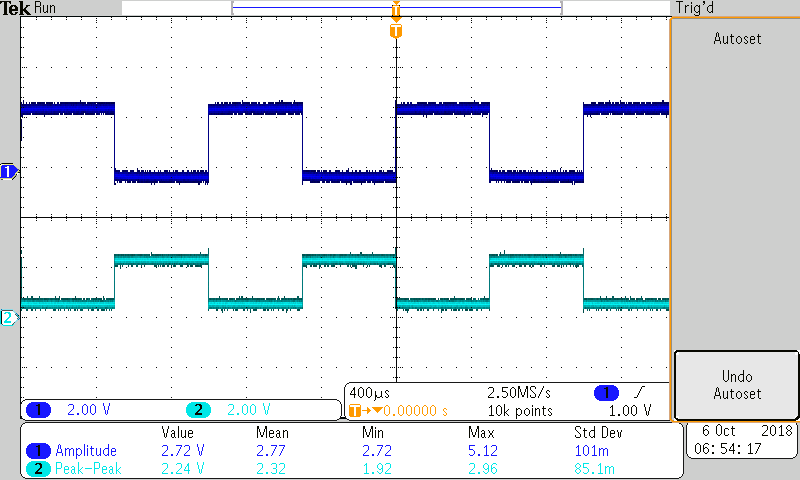 Tek Run Trig'd
T
T
Autoset
1
2
400µs 2.50MS/s 1
1 2.00 V 2 2.00 V
T→▼0.00000 s 10k points 1.00 V
Undo
Autoset
Value Mean Min Max Std Dev
1 Amplitude 2.72 V 2.77 2.72 5.12 101m
2 Peak-Peak 2.24 V 2.32 1.92 2.96 85.1m
6 Oct 2018
06:54:17